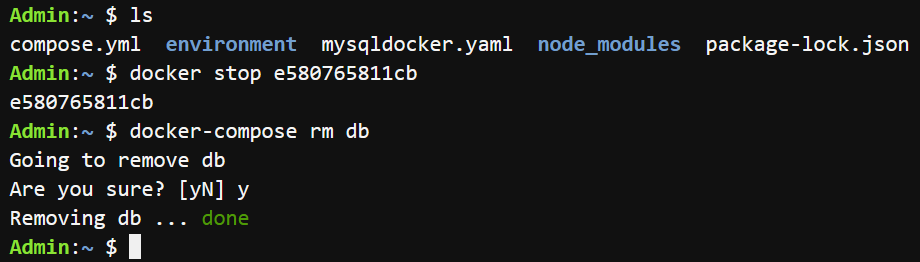 Admin:~ $ ls
compose.yml  environment  mysqldocker.yaml  node_modules  package-lock.json
Admin:~ $ docker stop e580765811cb
e580765811cb
Admin:~ $ docker-compose rm db
Going to remove db
Are you sure? [yN] y
Removing db ... done
Admin:~ $